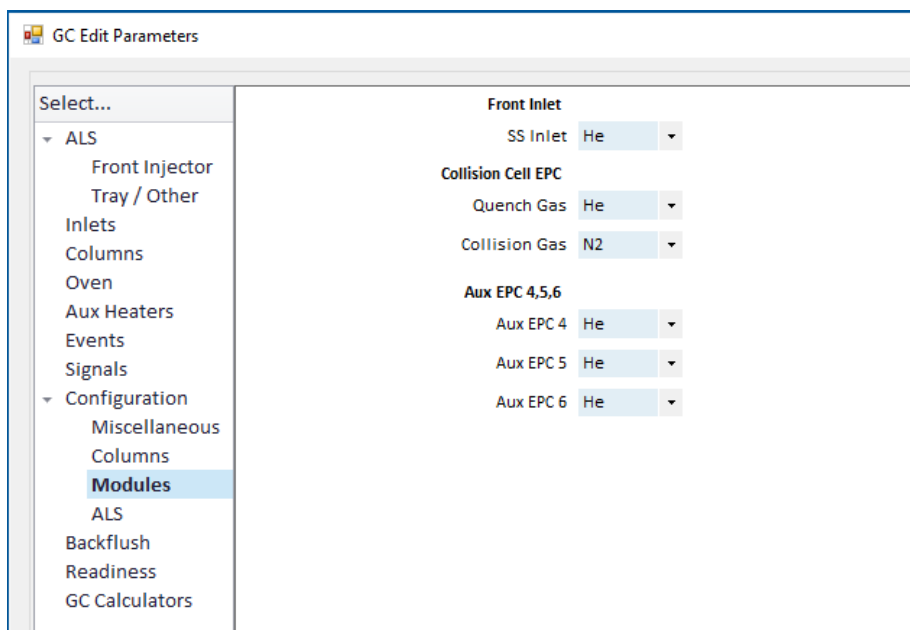 GC Edit Parameters
Select...
ALS
Front Injector
Tray / Other
Inlets
Columns
Oven
Aux Heaters
Events
Signals
Configuration
Miscellaneous
Columns
Modules
ALS
Backflush
Readiness
GC Calculators
Front Inlet
SS Inlet He
Collision Cell EPC
Quench Gas He
Collision Gas N2
Aux EPC 4,5,6
Aux EPC 4 He
Aux EPC 5 He
Aux EPC 6 He